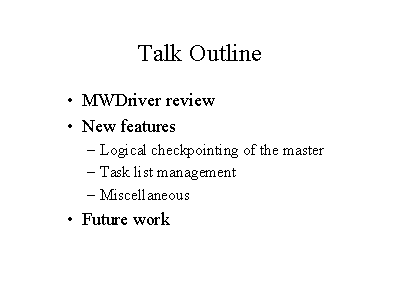 Talk Outline
• MWDriver review
• New features
– Logical checkpointing of the master
– Task list management
– Miscellaneous
• Future work